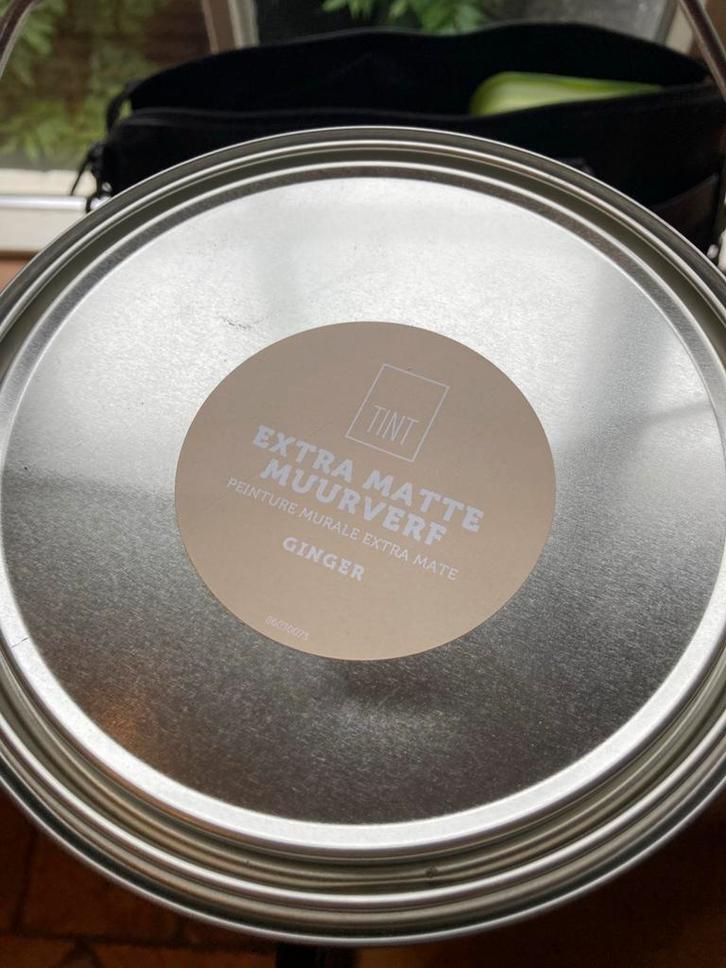 TINT
EXTRA MATTE
MUURVERF
PEINTURE MURALE EXTRA MATE
GINGER